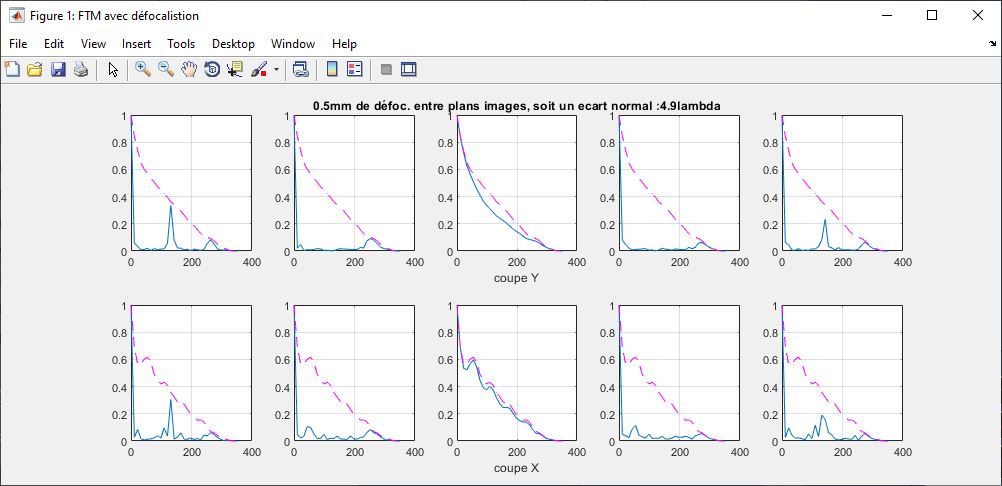 Figure 1: FTM avec défocalistion
File Edit View Insert Tools Desktop Window Help
0.5mm de défoc. entre plans images, soit un ecart normal :4.9lambda
1 1 1 1 1
0.8 0.8 0.8 0.8 0.8
0.6 0.6 0.6 0.6 0.6
0.4 0.4 0.4 0.4 0.4
0.2 0.2 0.2 0.2 0.2
0 0 0 0 0
0 200 400 0 200 400 0 200 400 0 200 400 0 200 400
coupe Y
1 1 1 1 1
0.8 0.8 0.8 0.8 0.8
0.6 0.6 0.6 0.6 0.6
0.4 0.4 0.4 0.4 0.4
0.2 0.2 0.2 0.2 0.2
0 0 0 0 0
0 200 400 0 200 400 0 200 400 0 200 400 0 200 400
coupe X